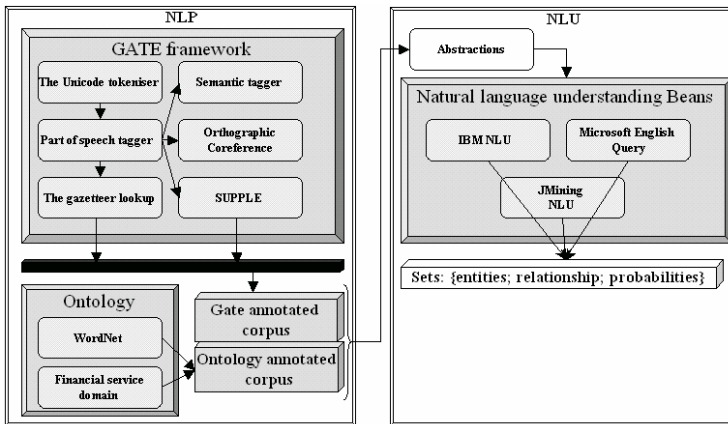 NLP
GATE framework
The Unicode tokeniser
Semantic tagger
Part of speech tagger
Orthographic
Coreference
The gazetteer lookup
SUPPLE
Ontology
WordNet
Financial service
domain
Gate annotated
corpus
Ontology annotated
corpus
NLU
Abstractions
Natural language understanding Beans
IBM NLU
Microsoft English
Query
JMining
NLU
Sets: {entities; relationship; probabilities}